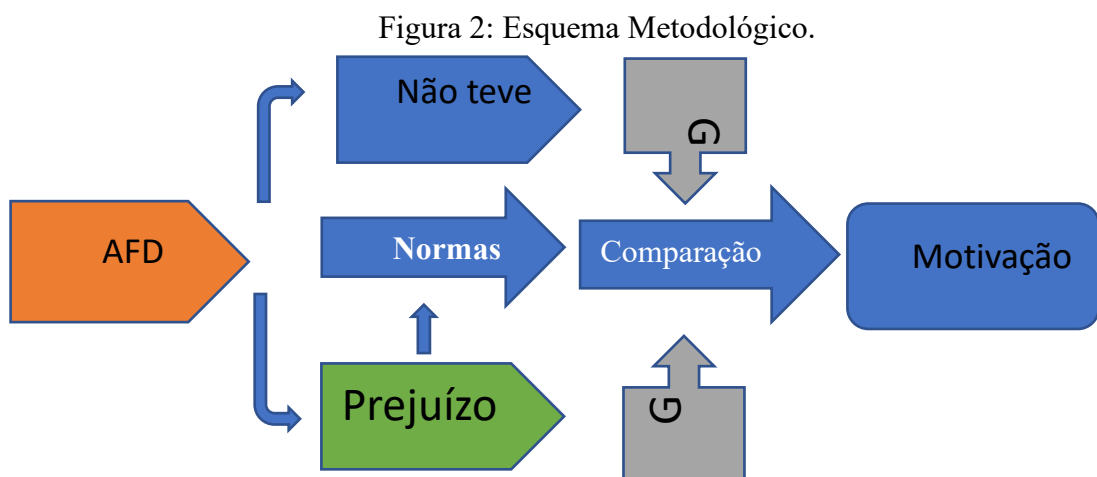 Figura 2: Esquema Metodológico.
Não teve
G
AFD
Normas
Comparação
Motivação
Prejuízo
G